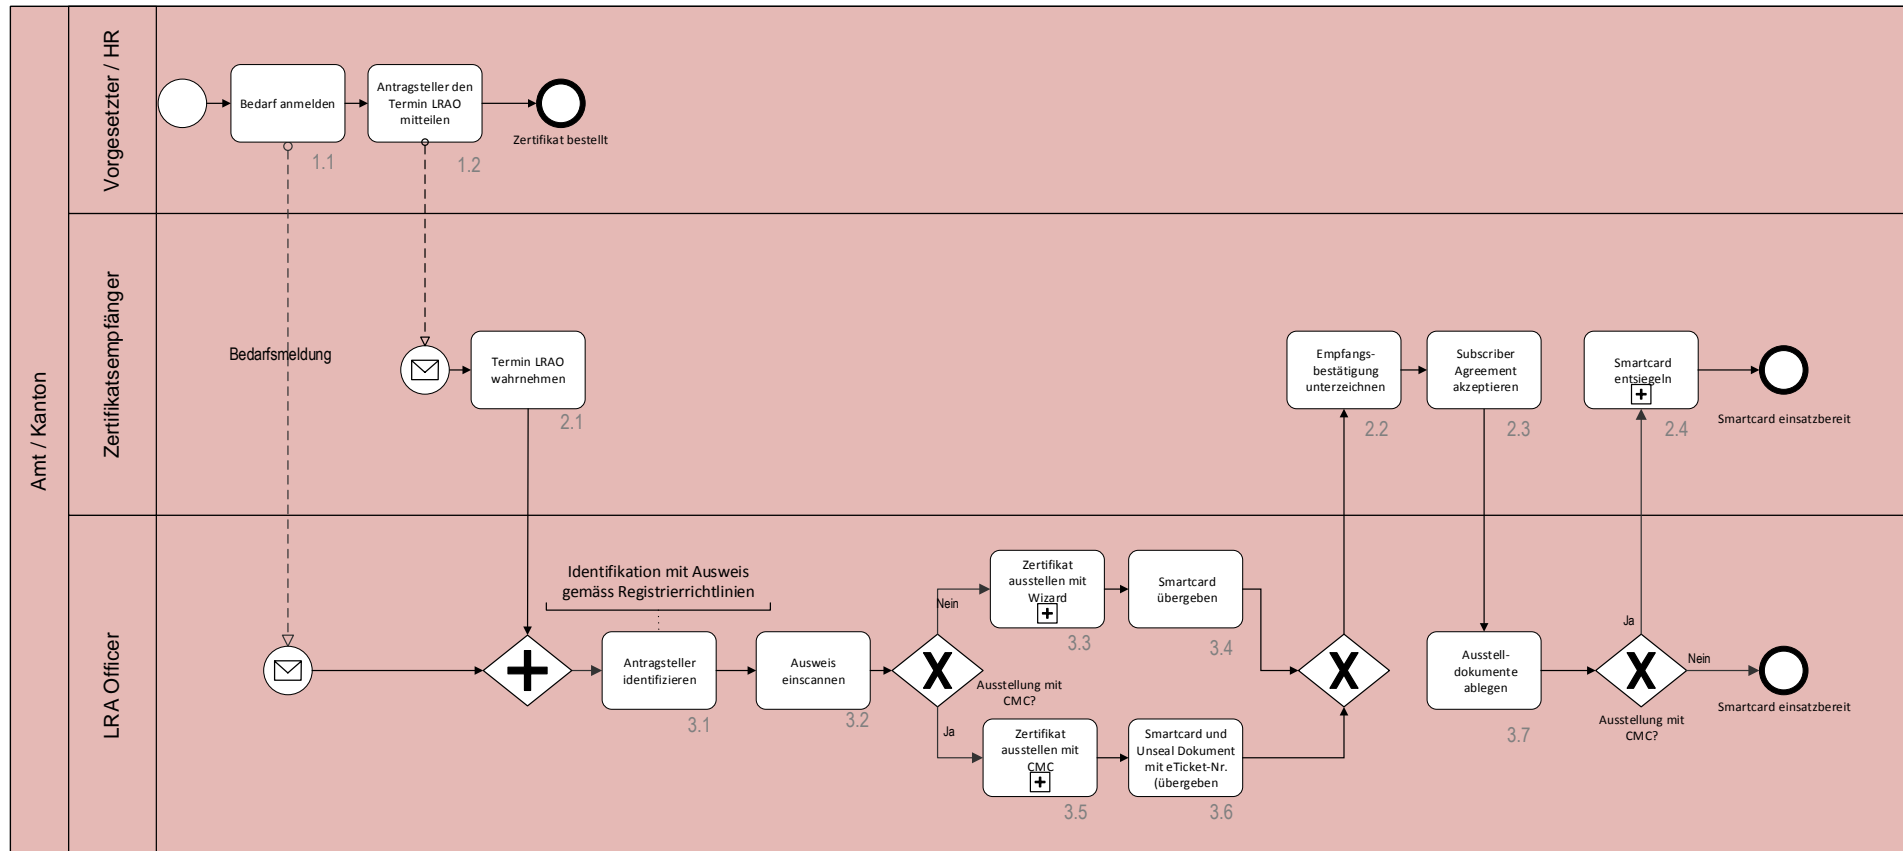 Amt / Kanton
Vorgesetzter / HR
Bedarf anmelden
1.1
Antragsteller den
Termin LRAO
mitteilen
1.2
Zertifikat bestellt
Bedarfsmeldung
Zertifikatsempfänger
Termin LRAO
wahrnehmen
2.1
Empfangs-
bestätigung
unterzeichnen
2.2
Subscriber
Agreement
akzeptieren
2.3
Smartcard
entsiegeln
2.4
Smartcard einsatzbereit
LRA Officer
Identifikation mit Ausweis
gemäss Registrierrichtlinien
Antragsteller
identifizieren
3.1
Ausweis
einscannen
3.2
Ausstellung mit
CMC?
Nein
Zertifikat
ausstellen mit
Wizard
3.3
Smartcard
übergeben
3.4
Ja
Zertifikat
ausstellen mit
CMC
3.5
Smartcard und
Unseal Dokument
mit eTicket-Nr.
(übergeben
3.6
Ausstell-
dokumente
ablegen
3.7
Ja
Ausstellung mit
CMC?
Nein
Smartcard einsatzbereit